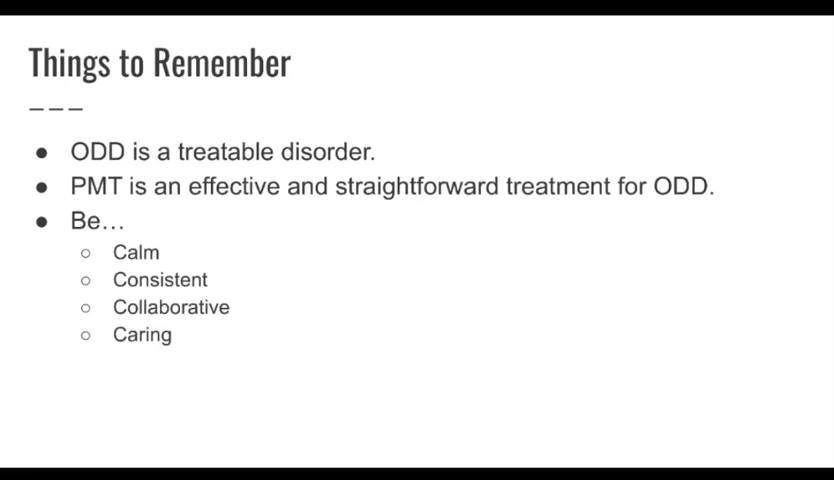 Things to Remember
ODD is a treatable disorder.
PMT is an effective and straightforward treatment for ODD.
Be…
Calm
Consistent
Collaborative
Caring